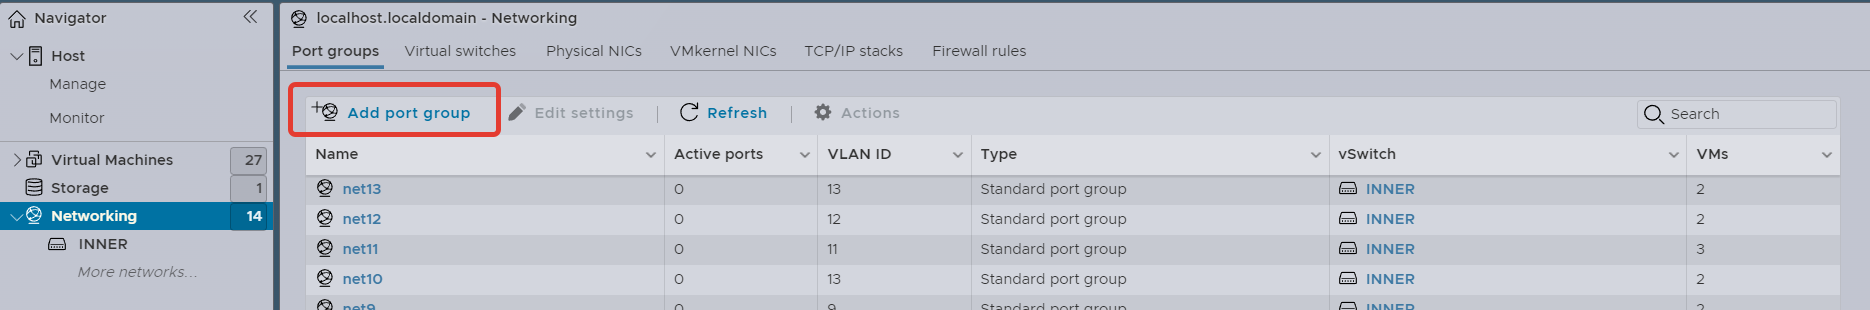 Navigator
Host
Manage
Monitor
Virtual Machines 27
Storage 1
Networking 14
INNER
More networks...
localhost.localdomain - Networking
Port groups Virtual switches Physical NICs VMkernel NICs TCP/IP stacks Firewall rules
Add port group Edit settings Refresh Actions Search
Name Active ports VLAN ID Type vSwitch VMs
net13 0 13 Standard port group INNER 2
net12 0 12 Standard port group INNER 2
net11 0 11 Standard port group INNER 3
net10 0 13 Standard port group INNER 2
net9 0 9 Standard port group INNER 2